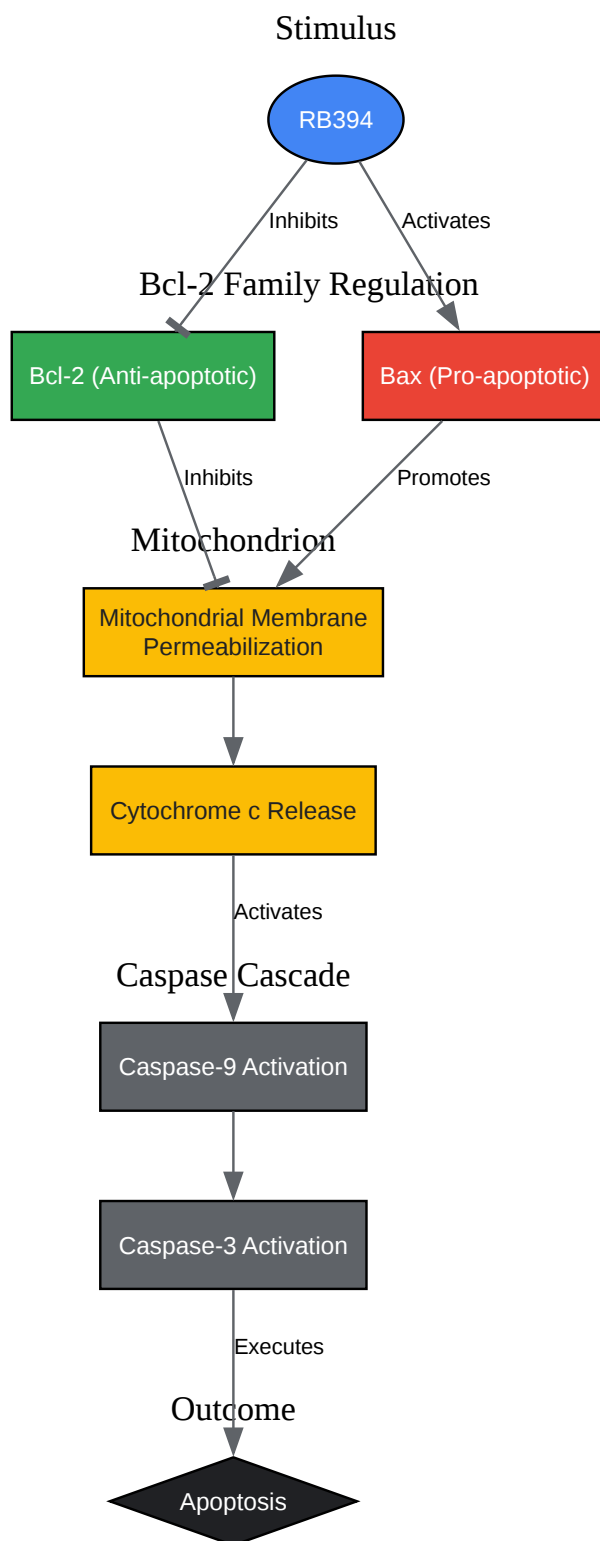 Stimulus
RB394
Inhibits
Activates
Bcl-2 Family Regulation
Bcl-2 (Anti-apoptotic)
Bax (Pro-apoptotic)
Inhibits
Promotes
Mitochondrion
Mitochondrial Membrane
Permeabilization
Cytochrome c Release
Activates
Caspase Cascade
Caspase-9 Activation
Caspase-3 Activation
Executes
Outcome
Apoptosis